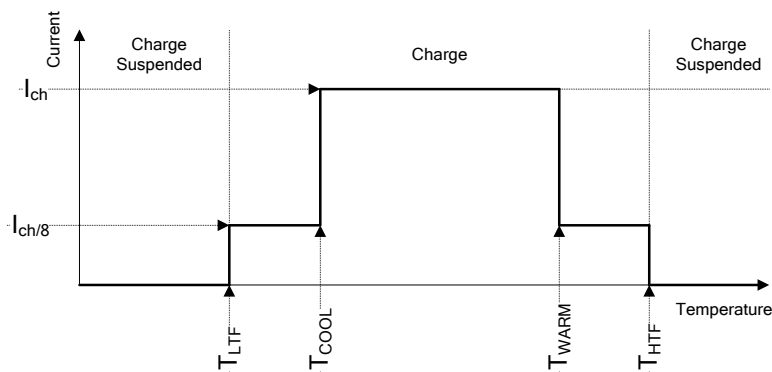 Current
Charge
Suspended
Charge
Charge
Suspended
Ich
Ich/8
Temperature
TLTF
TCOOL
TWARM
THTF